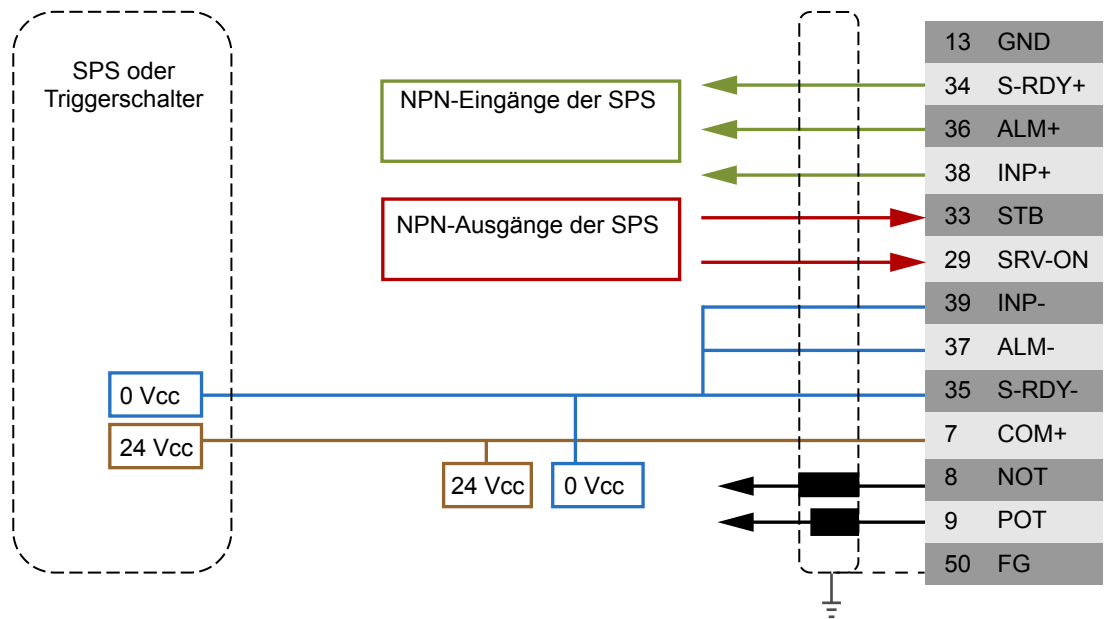 SPS oder
Triggerschalter
NPN-Eingänge der SPS
NPN-Ausgänge der SPS
0 Vcc
24 Vcc
24 Vcc
0 Vcc
13 GND
34 S-RDY+
36 ALM+
38 INP+
33 STB
29 SRV-ON
39 INP-
37 ALM-
35 S-RDY-
7 COM+
8 NOT
9 POT
50 FG